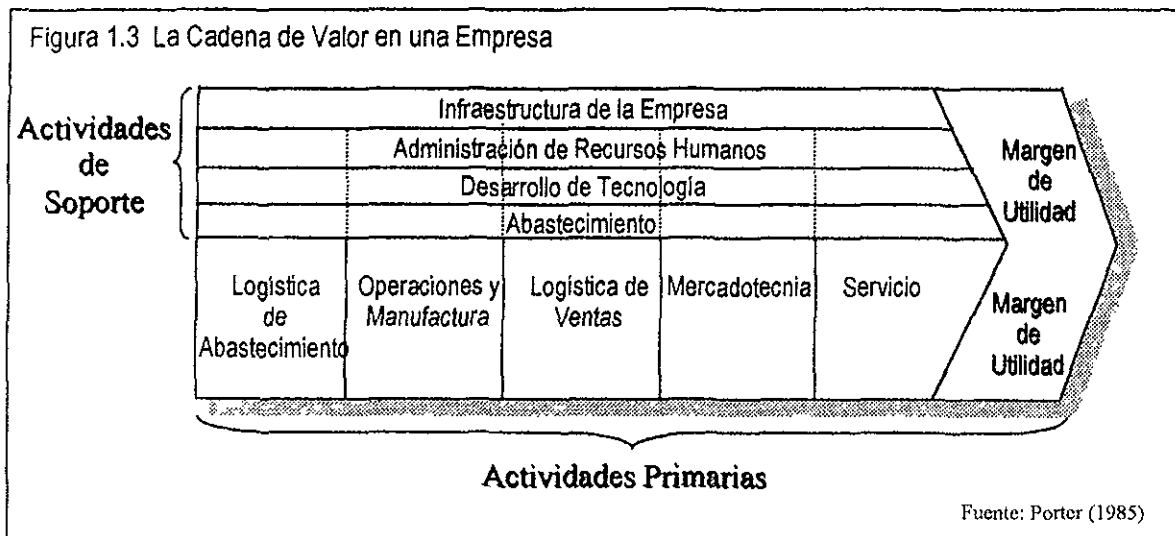 Figura 1.3 La Cadena de Valor en una Empresa
Actividades
de
Soporte
Infraestructura de la Empresa
Administración de Recursos Humanos
Desarrollo de Tecnología
Abastecimiento
Logística
de
Abastecimiento
Operaciones y
Manufactura
Logística de
Ventas
Mercadotecnia
Servicio
Margen
de
Utilidad
Margen
de
Utilidad
Actividades Primarias
Fuente: Porter (1985)